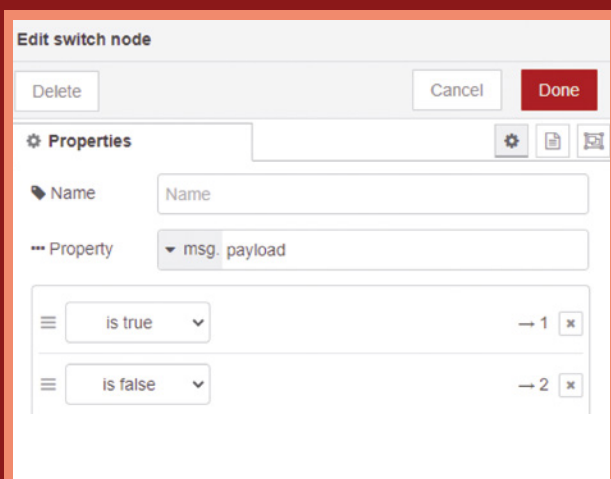 Edit switch node
Delete Cancel Done
Properties
Name Name
Property msg. payload
is true → 1 x
is false → 2 x